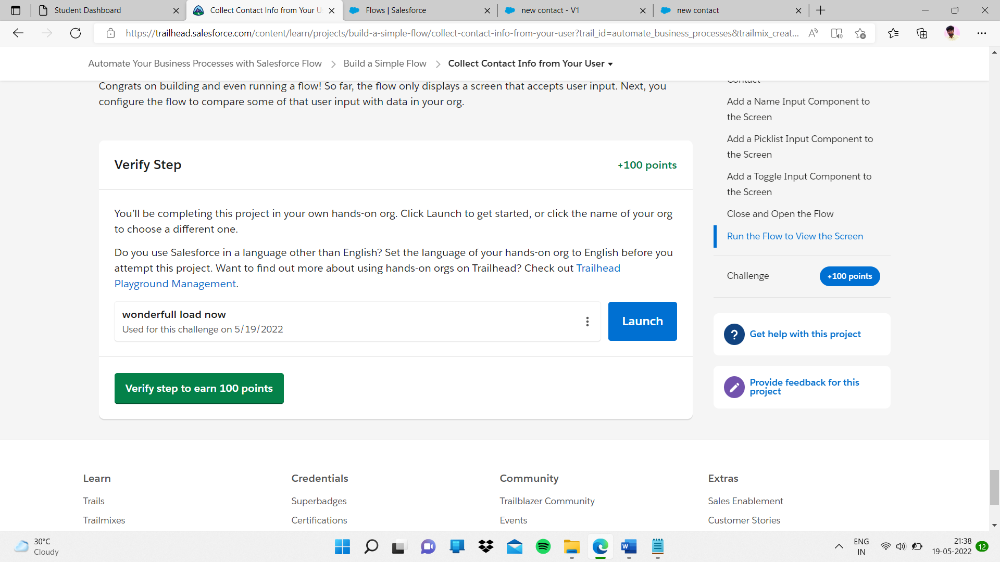 Student Dashboard
Collect Contact Info from Your U
Flows | Salesforce
new contact - V1
new contact
https://trailhead.salesforce.com/content/learn/projects/build-a-simple-flow/collect-contact-info-from-your-user?trail_id=automate_business_processes&trailmix_creat...
Automate Your Business Processes with Salesforce Flow
Build a Simple Flow
Collect Contact Info from Your User
Congrats on building and even running a flow! So far, the flow only displays a screen that accepts user input. Next, you
configure the flow to compare some of that user input with data in your org.
Verify Step
+100 points
You’ll be completing this project in your own hands-on org. Click Launch to get started, or click the name of your org
to choose a different one.
Do you use Salesforce in a language other than English? Set the language of your hands-on org to English before you
attempt this project. Want to find out more about using hands-on orgs on Trailhead? Check out Trailhead
Playground Management.
wonderfull load now
Used for this challenge on 5/19/2022
Launch
Verify step to earn 100 points
Contact
Add a Name Input Component to
the Screen
Add a Picklist Input Component to
the Screen
Add a Toggle Input Component to
the Screen
Close and Open the Flow
Run the Flow to View the Screen
Challenge
+100 points
Get help with this project
Provide feedback for this
project
Learn
Trails
Trailmixes
Credentials
Superbadges
Certifications
Community
Trailblazer Community
Events
Extras
Sales Enablement
Customer Stories
30°C
Cloudy
ENG
IN
21:38
19-05-2022
12